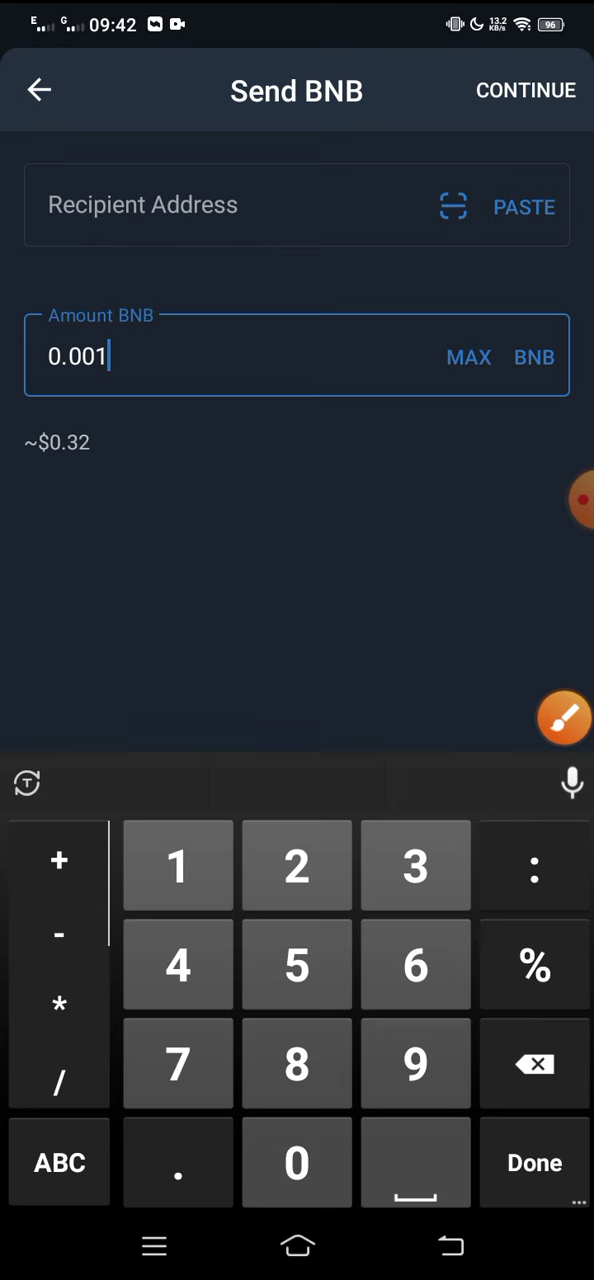 E G 09:42 13.2 KB/s 96
Send BNB CONTINUE
Recipient Address PASTE
Amount BNB
0.001 MAX BNB
~$0.32
T
+ 1 2 3 :
- 4 5 6 %
* 7 8 9
/
ABC . 0 Done